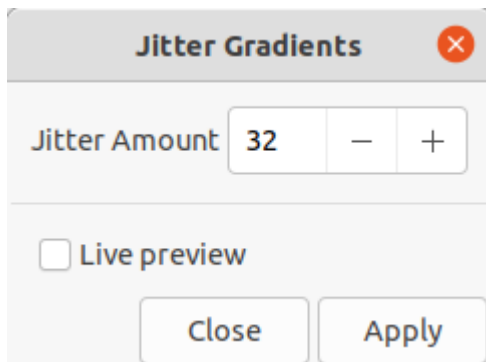 Jitter Gradients
Jitter Amount 32 − +
Live preview
Close Apply